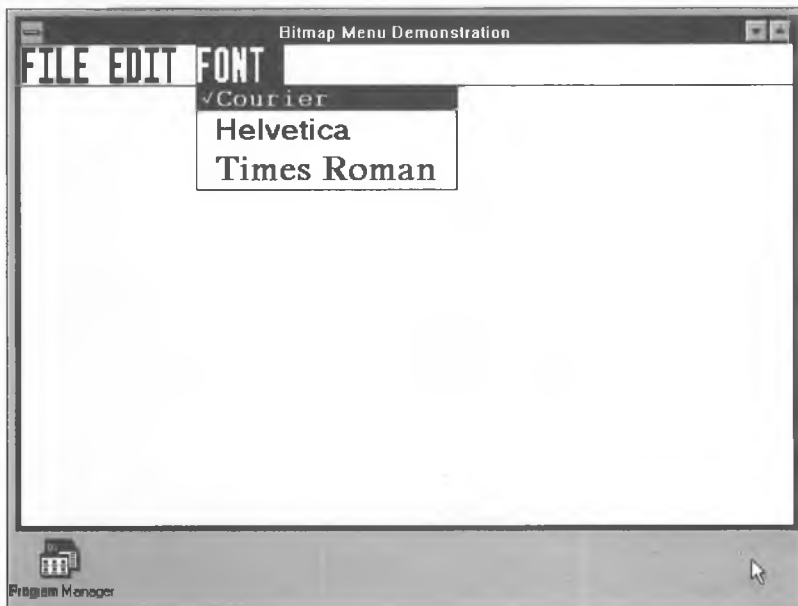 Bitmap Menu Demonstration
FILE EDIT FONT
✓Courier
Helvetica
Times Roman
Program Manager